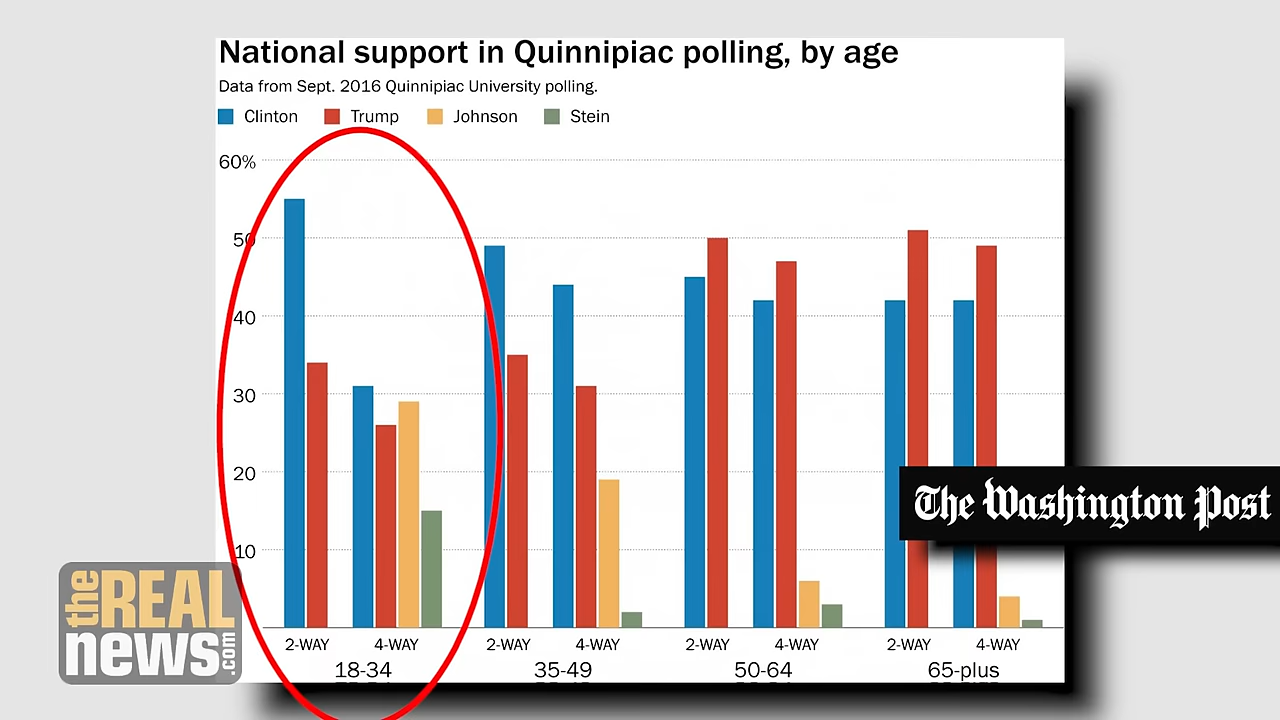 National support in Quinnipiac polling, by age
Data from Sept. 2016 Quinnipiac University polling.
Clinton Trump Johnson Stein
60%
50
40
30
20
10
The Washington Post
the REAL news.com
2-WAY 4-WAY 2-WAY 4-WAY 2-WAY 4-WAY 2-WAY 4-WAY
18-34 35-49 50-64 65-plus